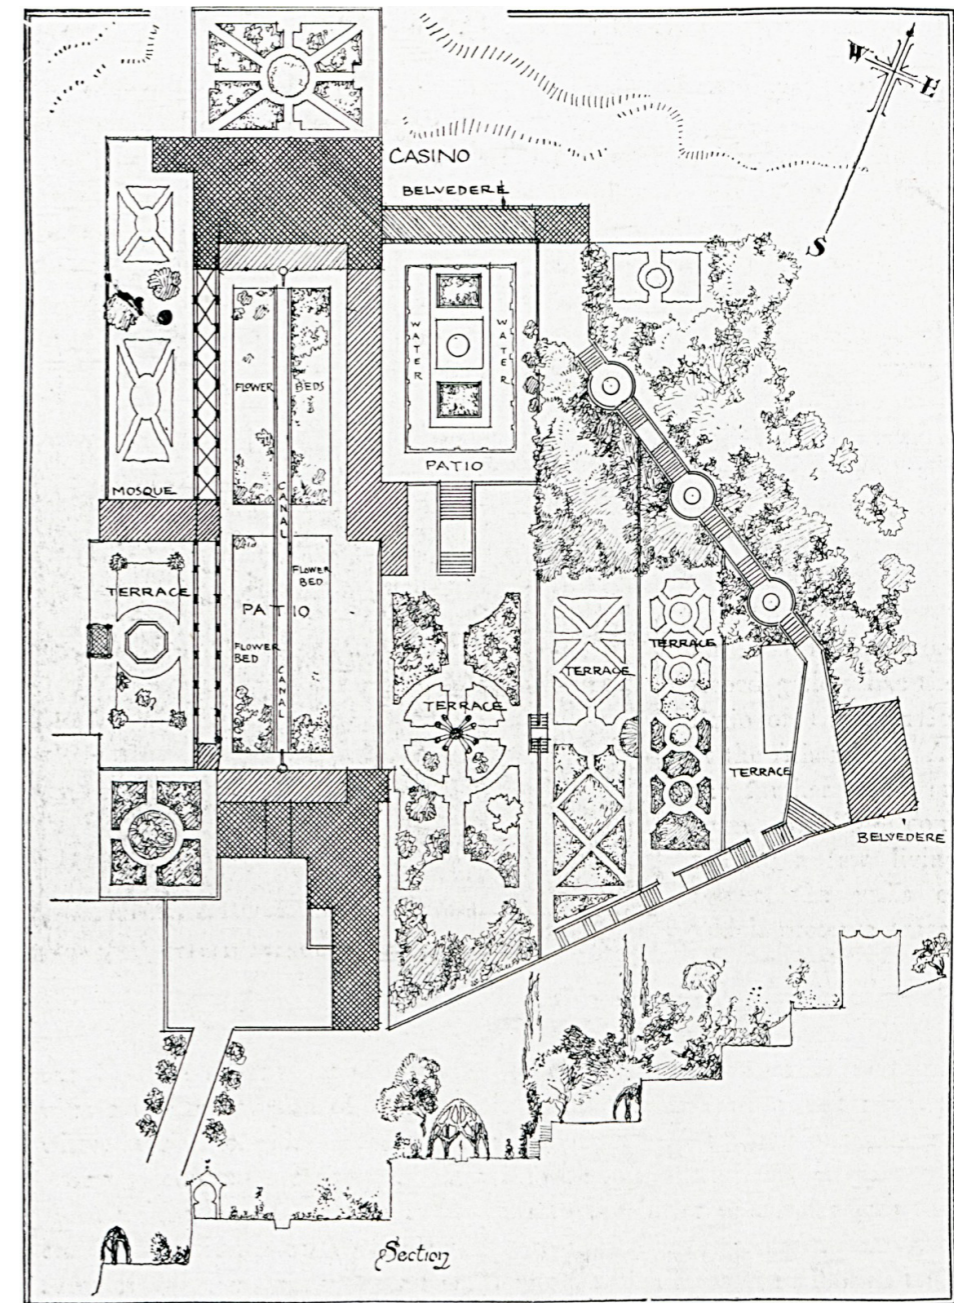 W
E
S
CASINO
BELVEDERE
WATER
WATER
PATIO
FLOWER BEDS
CANAL
MOSQUE
FLOWER
BED
TERRACE
PATIO
FLOWER
BED
CANAL
TERRACE
TERRACE
TERRACE
TERRACE
BELVEDERE
Section